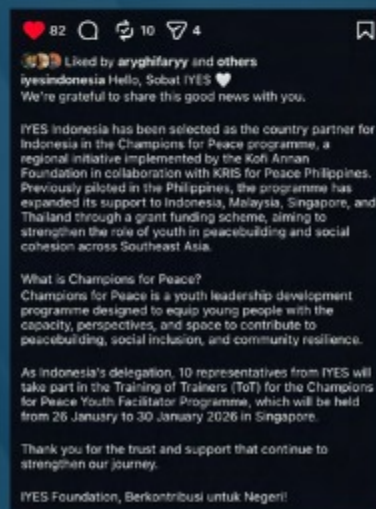 82 10 4
Liked by aryghifaryy and others
iyesindonesia Hello, Sobat IYES 🤍
We're grateful to share this good news with you.
IYES Indonesia has been selected as the country partner for
Indonesia in the Champions for Peace programme, a
regional initiative implemented by the Kofi Annan
Foundation in collaboration with KRIS for Peace Philippines.
Previously piloted in the Philippines, the programme has
expanded its support to Indonesia, Malaysia, Singapore, and
Thailand through a grant funding scheme, aiming to
strengthen the role of youth in peacebuilding and social
cohesion across Southeast Asia.
What is Champions for Peace?
Champions for Peace is a youth leadership development
programme designed to equip young people with the
capacity, perspectives, and space to contribute to
peacebuilding, social inclusion, and community resilience.
As Indonesia's delegation, 10 representatives from IYES will
take part in the Training of Trainers (ToT) for the Champions
for Peace Youth Facilitator Programme, which will be held
from 26 January to 30 January 2026 in Singapore.
Thank you for the trust and support that continue to
strengthen our journey.
IYES Foundation, Berkontribusi untuk Negeri!